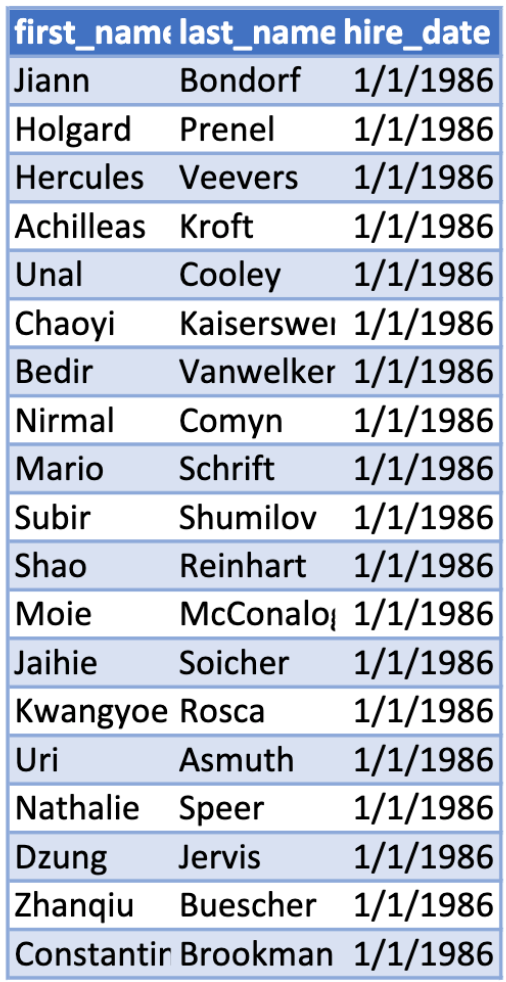 first_name last_name hire_date
Jiann Bondorf 1/1/1986
Holgard Prenel 1/1/1986
Hercules Veevers 1/1/1986
Achilleas Kroft 1/1/1986
Unal Cooley 1/1/1986
Chaoyi 1/1/1986
Bedir Vanwelker 1/1/1986
Nirmal Comyn 1/1/1986
Mario Schrift 1/1/1986
Subir Shumilov 1/1/1986
Shao Reinhart 1/1/1986
Moie 1/1/1986
Jaihie Soicher 1/1/1986
Kwangyoe Rosca 1/1/1986
Uri Asmuth 1/1/1986
Nathalie Speer 1/1/1986
Dzung Jervis 1/1/1986
Zhanqiu Buescher 1/1/1986
Brookman 1/1/1986